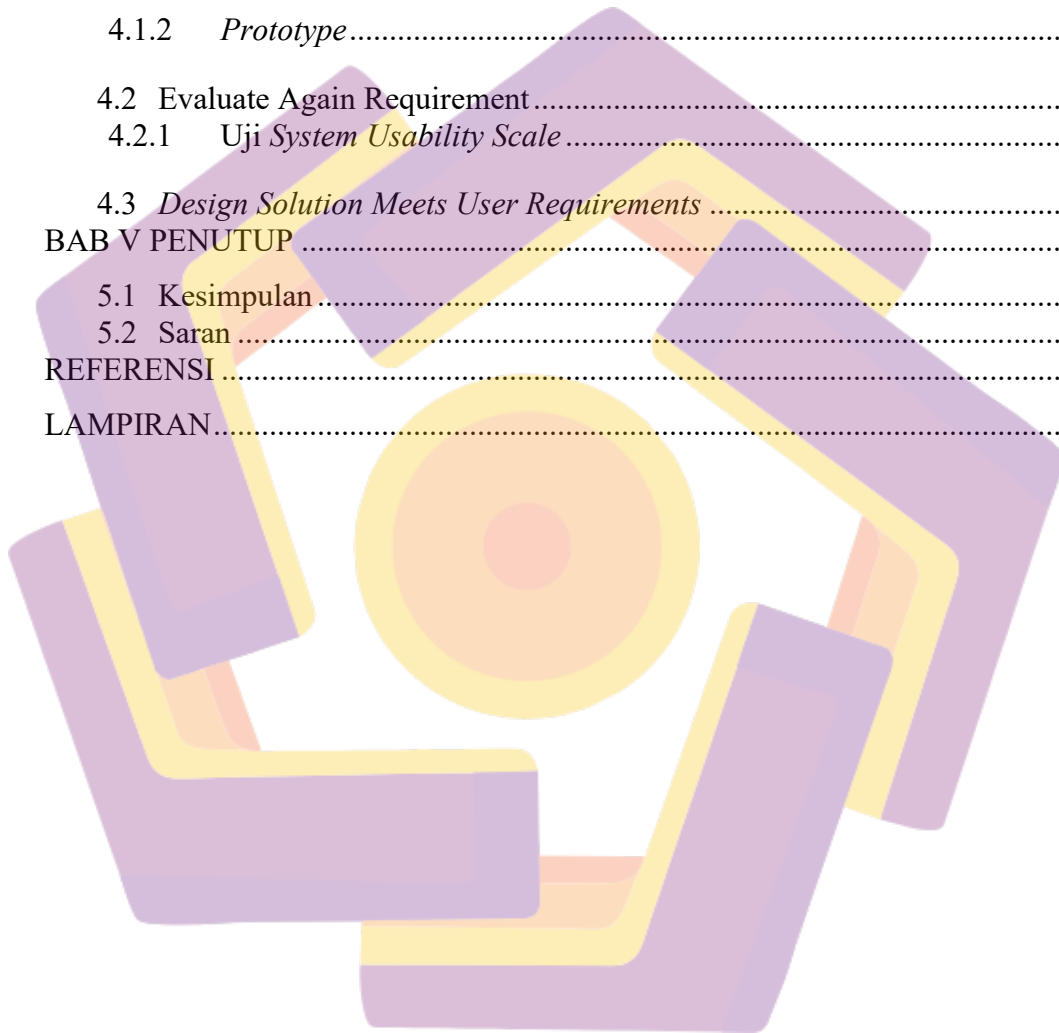 4.1.2 Prototype........................................................................
4.2 Evaluate Again Requirement........................................................................
4.2.1 Uji System Usability Scale........................................................................
4.3 Design Solution Meets User Requirements........................................................................
BAB V PENUTUP........................................................................
5.1 Kesimpulan........................................................................
5.2 Saran........................................................................
REFERENSI........................................................................
LAMPIRAN........................................................................